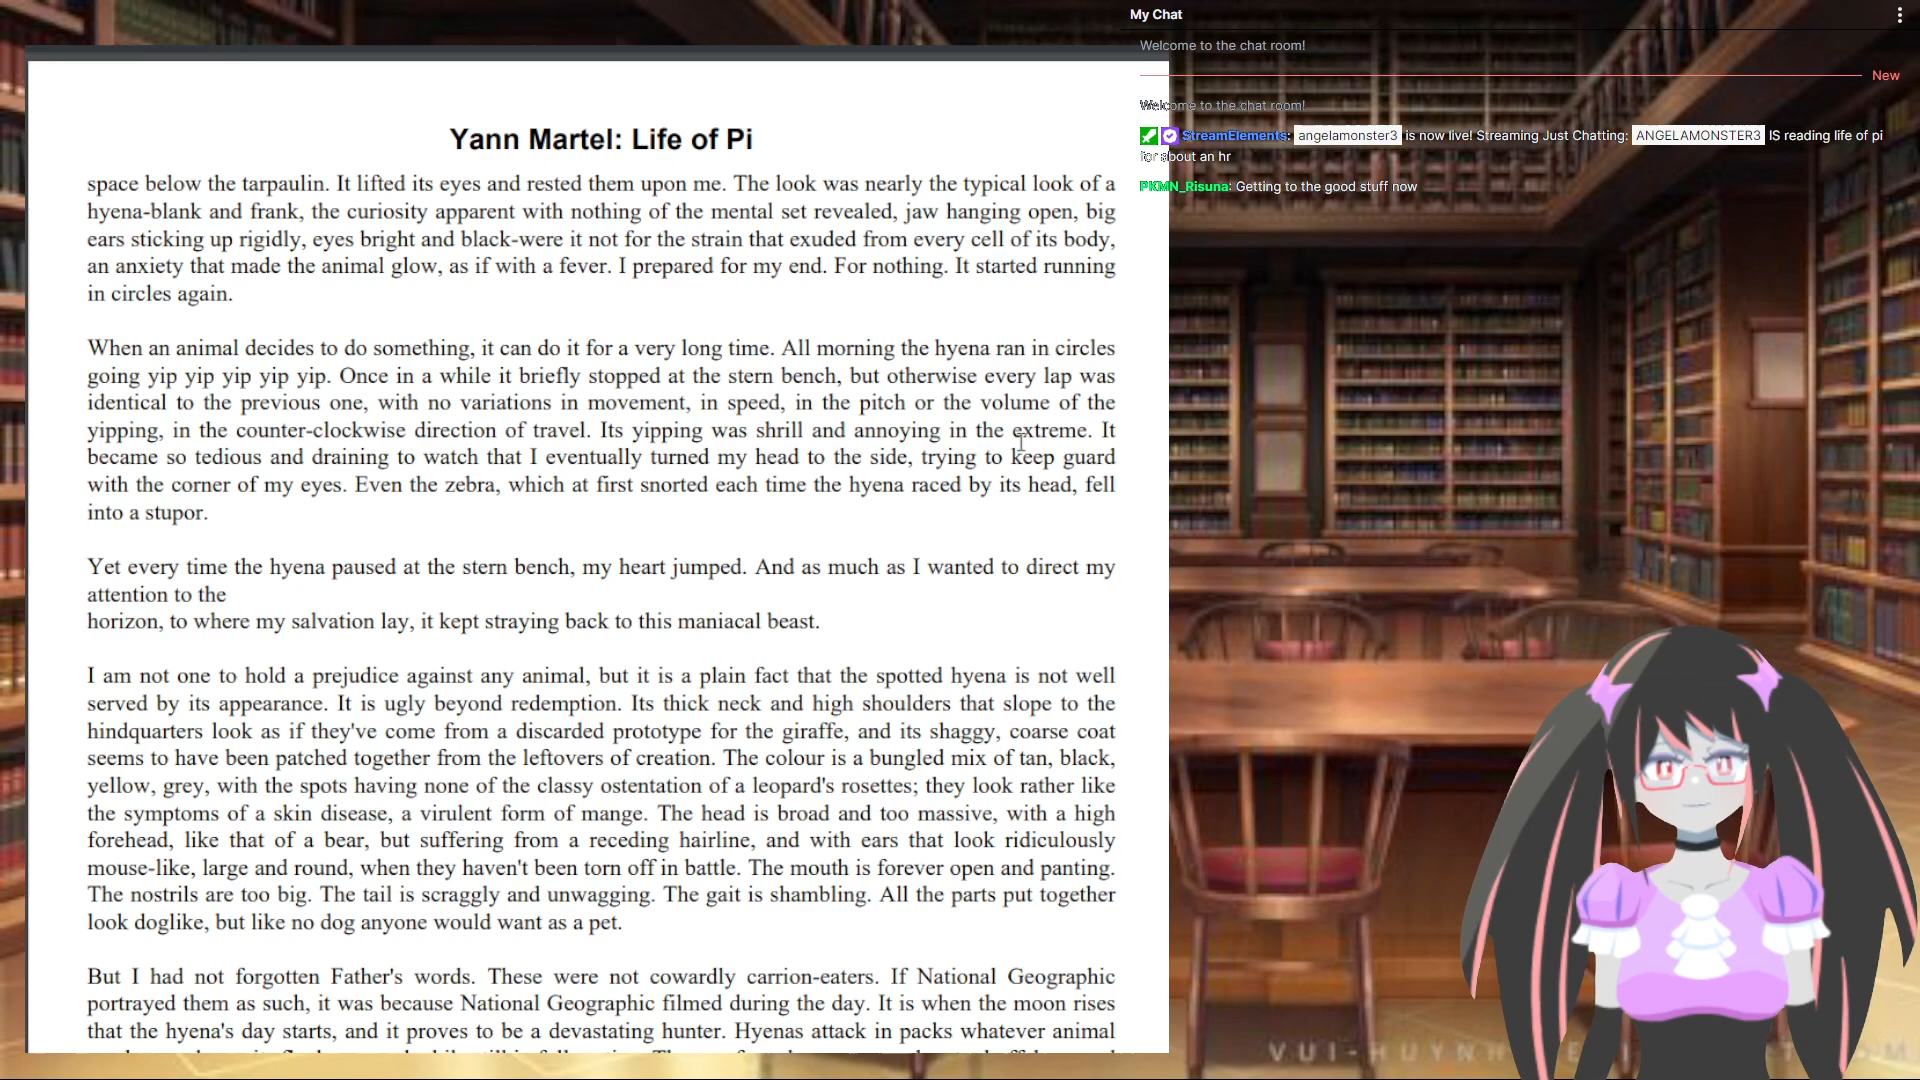 My Chat
Welcome to the chat room!
New
Welcome to the chat room!
StreamElements: angelamonster3 is now live! Streaming Just Chatting: ANGELAMONSTER3 IS reading life of pi
for about an hr
PKMN_Risuna: Getting to the good stuff now
Yann Martel: Life of Pi
space below the tarpaulin. It lifted its eyes and rested them upon me. The look was nearly the typical look of a
hyena-blank and frank, the curiosity apparent with nothing of the mental set revealed, jaw hanging open, big
ears sticking up rigidly, eyes bright and black-were it not for the strain that exuded from every cell of its body,
an anxiety that made the animal glow, as if with a fever. I prepared for my end. For nothing. It started running
in circles again.
When an animal decides to do something, it can do it for a very long time. All morning the hyena ran in circles
going yip yip yip yip yip. Once in a while it briefly stopped at the stern bench, but otherwise every lap was
identical to the previous one, with no variations in movement, in speed, in the pitch or the volume of the
yipping, in the counter-clockwise direction of travel. Its yipping was shrill and annoying in the extreme. It
became so tedious and draining to watch that I eventually turned my head to the side, trying to keep guard
with the corner of my eyes. Even the zebra, which at first snorted each time the hyena raced by its head, fell
into a stupor.
Yet every time the hyena paused at the stern bench, my heart jumped. And as much as I wanted to direct my
attention to the
horizon, to where my salvation lay, it kept straying back to this maniacal beast.
I am not one to hold a prejudice against any animal, but it is a plain fact that the spotted hyena is not well
served by its appearance. It is ugly beyond redemption. Its thick neck and high shoulders that slope to the
hindquarters look as if they've come from a discarded prototype for the giraffe, and its shaggy, coarse coat
seems to have been patched together from the leftovers of creation. The colour is a bungled mix of tan, black,
yellow, grey, with the spots having none of the classy ostentation of a leopard's rosettes; they look rather like
the symptoms of a skin disease, a virulent form of mange. The head is broad and too massive, with a high
forehead, like that of a bear, but suffering from a receding hairline, and with ears that look ridiculously
mouse-like, large and round, when they haven't been torn off in battle. The mouth is forever open and panting.
The nostrils are too big. The tail is scraggly and unwagging. The gait is shambling. All the parts put together
look doglike, but like no dog anyone would want as a pet.
But I had not forgotten Father's words. These were not cowardly carrion-eaters. If National Geographic
portrayed them as such, it was because National Geographic filmed during the day. It is when the moon rises
that the hyena's day starts, and it proves to be a devastating hunter. Hyenas attack in packs whatever animal
VUI-HUYNH